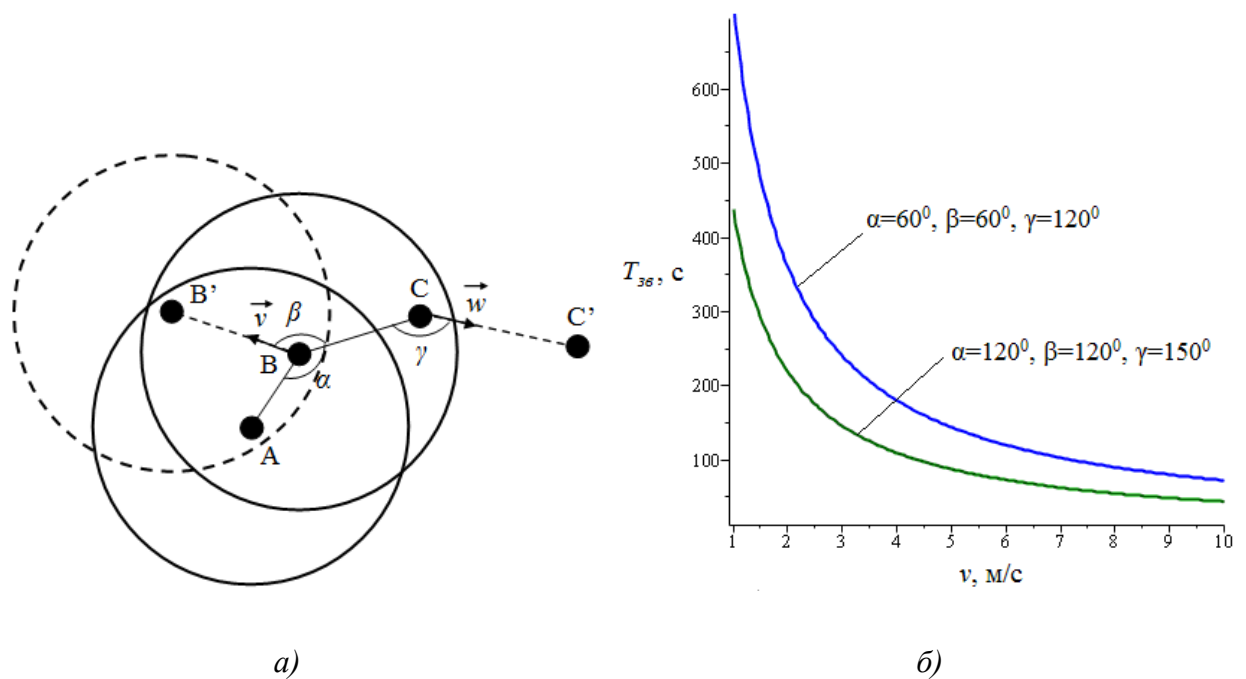 B’
v
β
C
w
C’
B
α
γ
A
а)
600
500
400
300
200
100
Tзв, с
α=60⁰, β=60⁰, γ=120⁰
α=120⁰, β=120⁰, γ=150⁰
1 2 3 4 5 6 7 8 9 10
v, м/с
б)